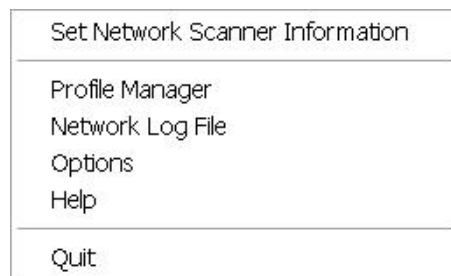 Set Network Scanner Information
Profile Manager
Network Log File
Options
Help
Quit